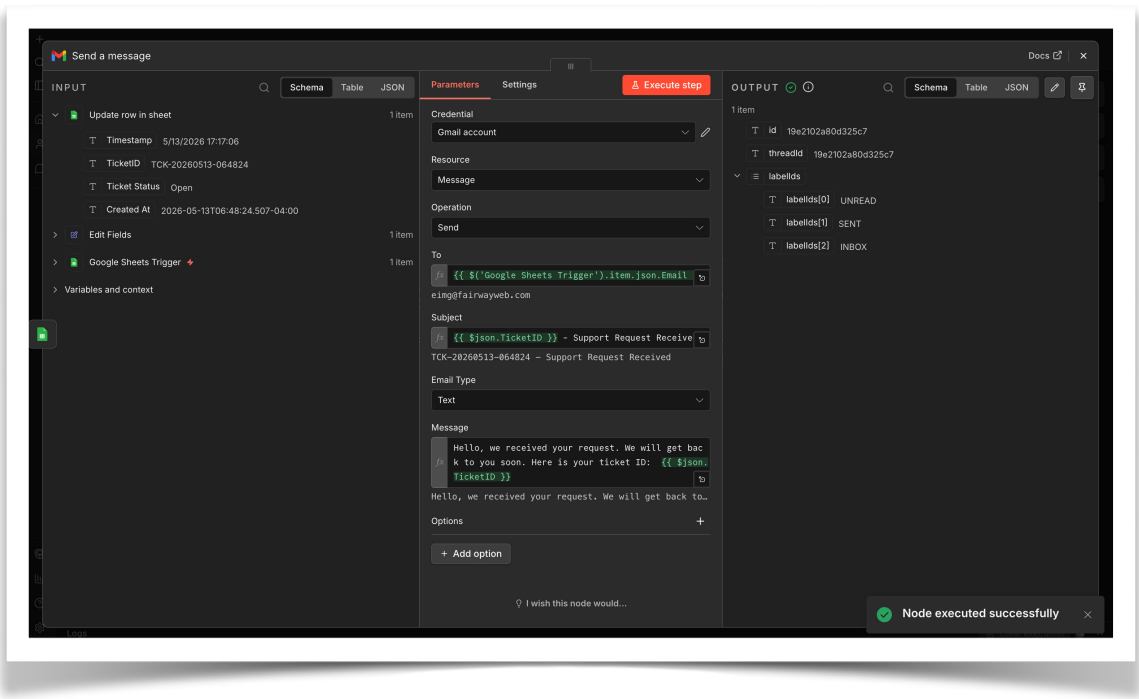 Send a message
Docs
INPUT
Schema Table JSON
Update row in sheet 1 item
T Timestamp 5/13/2026 17:17:06
T TicketID TCK-20260513-064824
T Ticket Status Open
T Created At 2026-05-13T06:48:24.507-04:00
Edit Fields 1 item
Google Sheets Trigger 1 item
Variables and context
Parameters Settings Execute step
Credential
Gmail account
Resource
Message
Operation
Send
To
fx {{ $('Google Sheets Trigger').item.json.Email
eimg@fairwayweb.com
Subject
fx {{ $json.TicketID }} - Support Request Receive
TCK-20260513-064824 - Support Request Received
Email Type
Text
Message
Hello, we received your request. We will get bac
fx k to you soon. Here is your ticket ID: {{ $json.
TicketID }}
Hello, we received your request. We will get back to…
Options
+ Add option
I wish this node would...
OUTPUT
Schema Table JSON
1 item
T id 19e2102a80d325c7
T threadId 19e2102a80d325c7
labelIds
T labelIds[0] UNREAD
T labelIds[1] SENT
T labelIds[2] INBOX
Node executed successfully
Logs